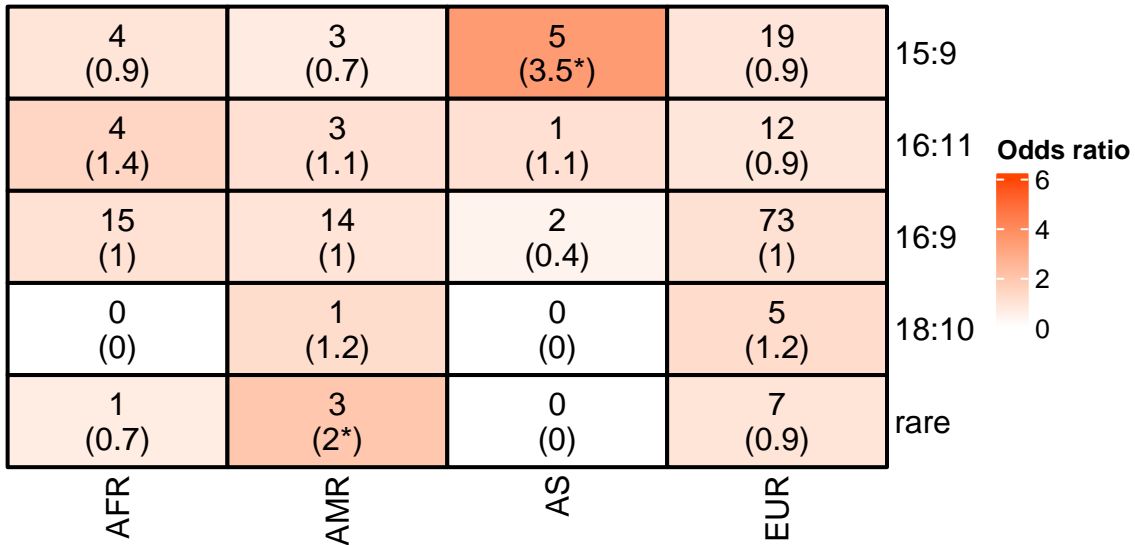 4 3 5 19
(0.9) (0.7) (3.5*) (0.9) 15:9
4 3 1 12
(1.4) (1.1) (1.1) (0.9) 16:11
15 14 2 73
(1) (1) (0.4) (1) 16:9
0 1 0 5
(0) (1.2) (0) (1.2) 18:10
1 3 0 7
(0.7) (2*) (0) (0.9) rare
AFR AMR AS EUR
Odds ratio
6
4
2
0